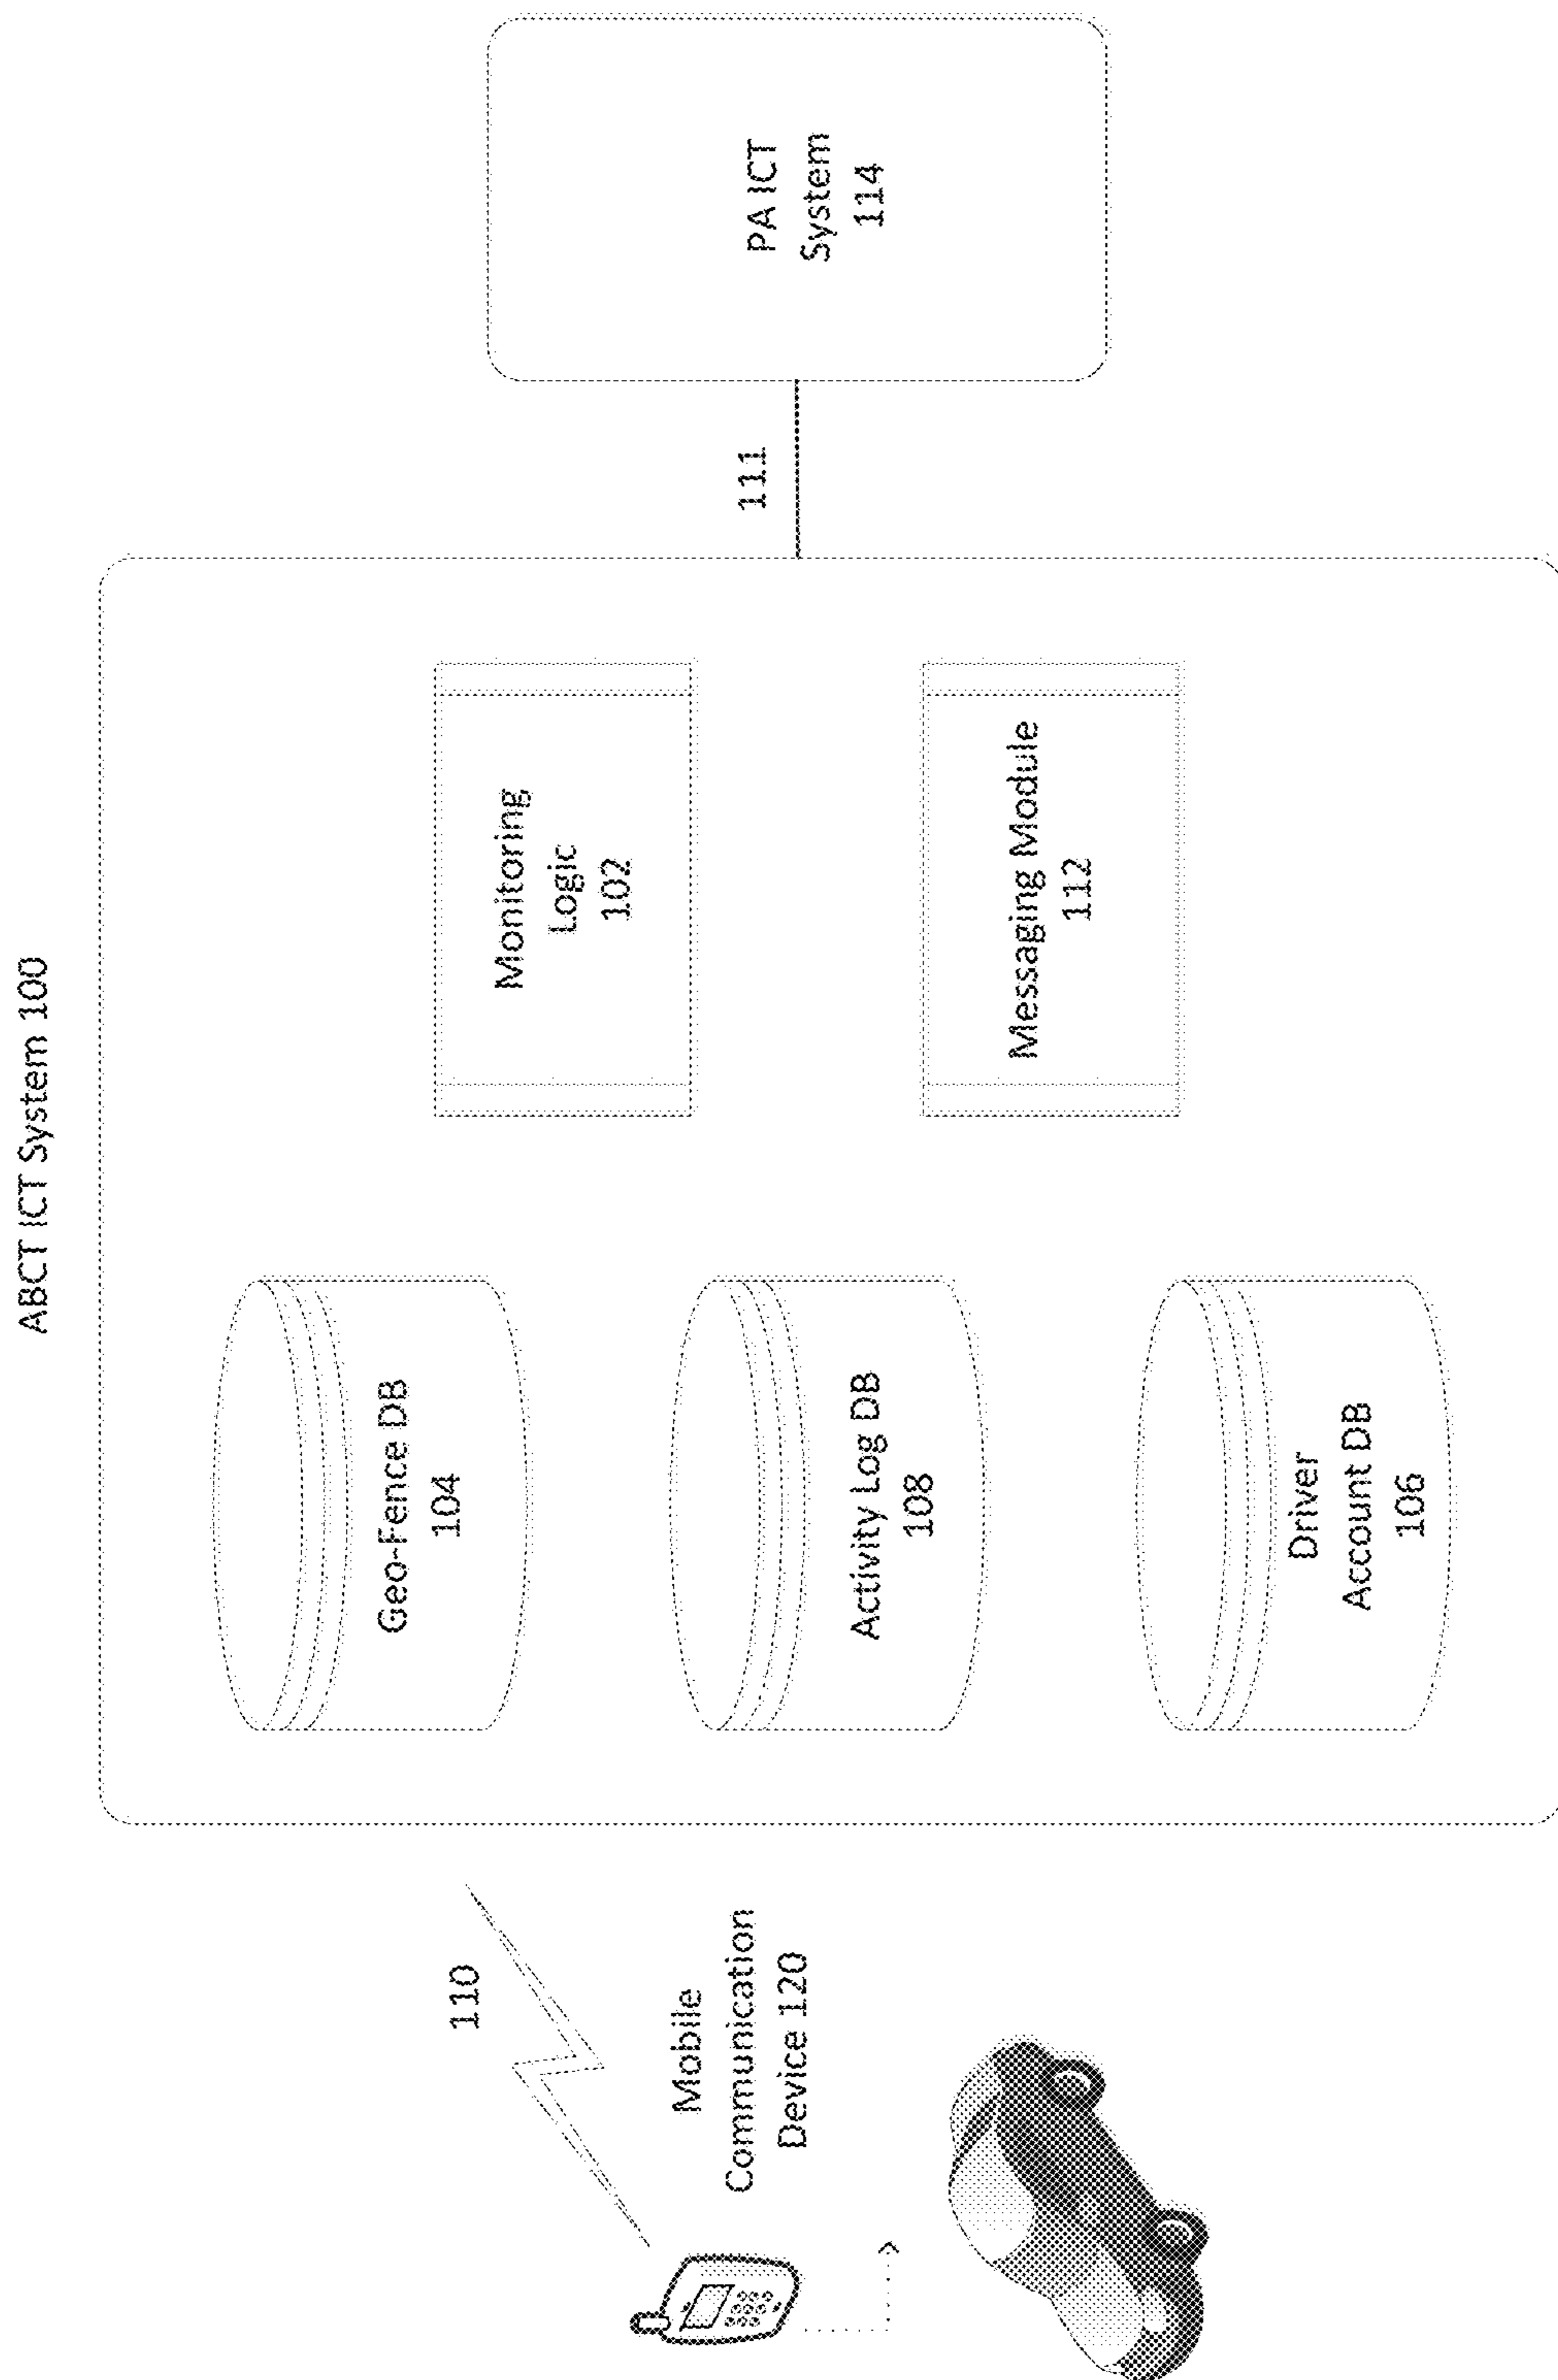 ABCT ICT System 100
110
Mobile
Communication
Device 120
Geo-Fence DB
104
Activity Log DB
108
Driver
Account DB
106
Monitoring
Logic
102
Messaging Module
112
111
PA ICT
System
114